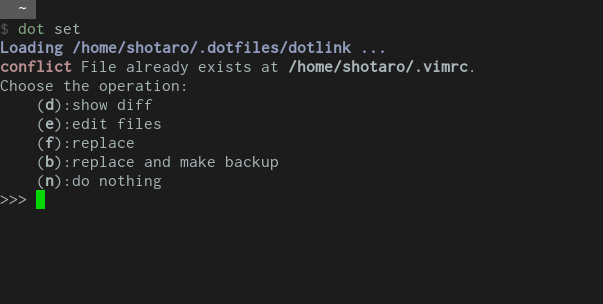 ~
$ dot set
Loading /home/shotaro/.dotfiles/dotlink ...
conflict File already exists at /home/shotaro/.vimrc.
Choose the operation:
    (d):show diff
    (e):edit files
    (f):replace
    (b):replace and make backup
    (n):do nothing
>>>